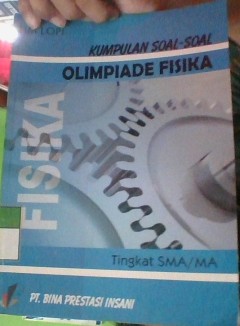 KUMPULAN SOAL-SOAL
OLIMPIADE FISIKA
FISIKA
Tingkat SMA/MA
PT. BINA PRESTASI INSANI